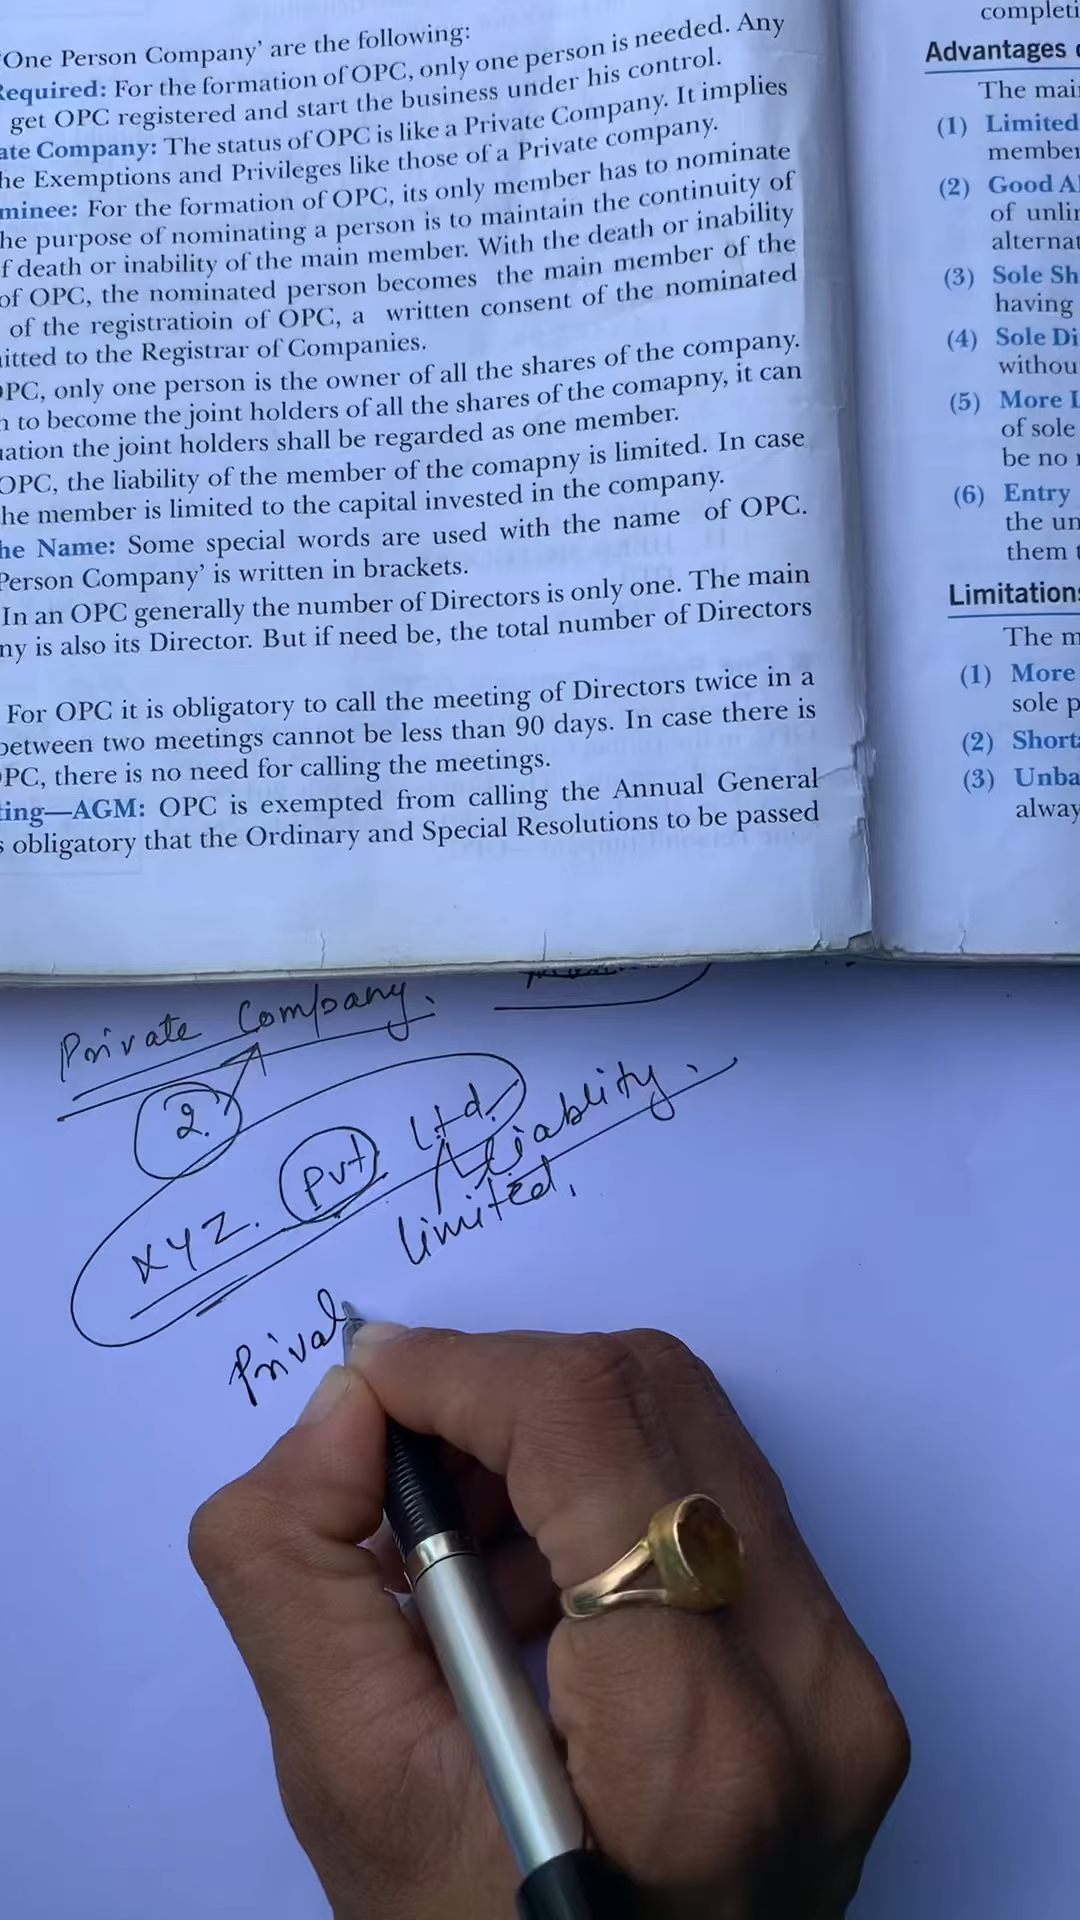 'One Person Company' are the following:
Required: For the formation of OPC, only one person is needed. Any
get OPC registered and start the business under his control.
ate Company: The status of OPC is like a Private Company. It implies
he Exemptions and Privileges like those of a Private company.
minee: For the formation of OPC, its only member has to nominate
he purpose of nominating a person is to maintain the continuity of
f death or inability of the main member. With the death or inability
of OPC, the nominated person becomes the main member of the
of the registratioin of OPC, a written consent of the nominated
itted to the Registrar of Companies.
OPC, only one person is the owner of all the shares of the company.
n to become the joint holders of all the shares of the comapny, it can
uation the joint holders shall be regarded as one member.
OPC, the liability of the member of the comapny is limited. In case
he member is limited to the capital invested in the company.
he Name: Some special words are used with the name of OPC.
Person Company' is written in brackets.
In an OPC generally the number of Directors is only one. The main
ny is also its Director. But if need be, the total number of Directors
For OPC it is obligatory to call the meeting of Directors twice in a
between two meetings cannot be less than 90 days. In case there is
OPC, there is no need for calling the meetings.
ting—AGM: OPC is exempted from calling the Annual General
s obligatory that the Ordinary and Special Resolutions to be passed
completi
Advantages
The mai
(1) Limited
member
(2) Good Al
of unlin
alternat
(3) Sole Sh
having
(4) Sole Di
withou
(5) More L
of sole
be no
(6) Entry
the un
them t
Limitations
The m
(1) More
sole p
(2) Short
(3) Unba
alway
Private Company.
2.
XYZ. Pvt. Ltd.
Liablity.
limited.
Privat